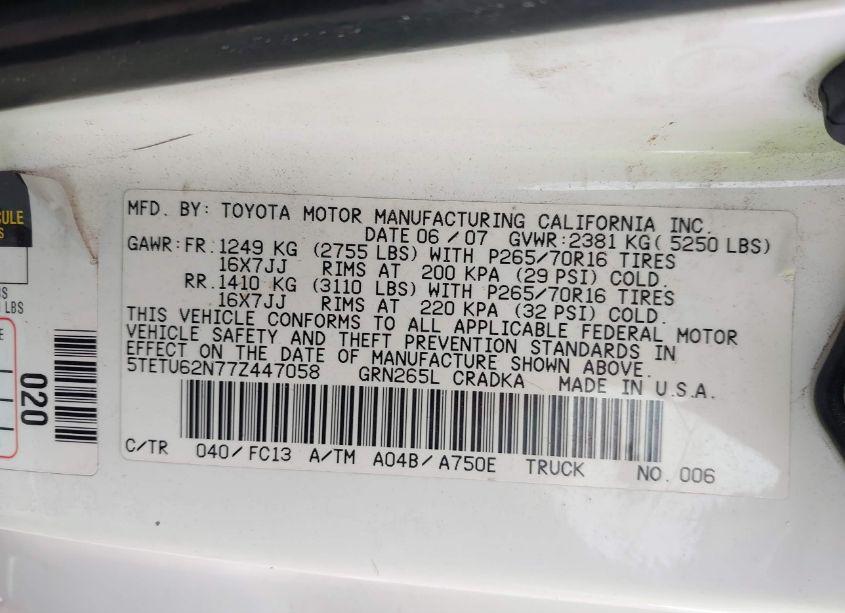 MFD. BY: TOYOTA MOTOR MANUFACTURING CALIFORNIA INC.
DATE 06 / 07 GVWR:2381 KG( 5250 LBS)
GAWR:FR. 1249 KG (2755 LBS) WITH P265/70R16 TIRES
16X7JJ RIMS AT 200 KPA (29 PSI) COLD.
RR. 1410 KG (3110 LBS) WITH P265/70R16 TIRES
16X7JJ RIMS AT 220 KPA (32 PSI) COLD.
THIS VEHICLE CONFORMS TO ALL APPLICABLE FEDERAL MOTOR
VEHICLE SAFETY AND THEFT PREVENTION STANDARDS IN
EFFECT ON THE DATE OF MANUFACTURE SHOWN ABOVE.
5TETU62N77Z447058 GRN265L CRADKA MADE IN U.S.A.
C/TR 040/FC13 A/TM A04B/A750E TRUCK NO. 006
020
LBS